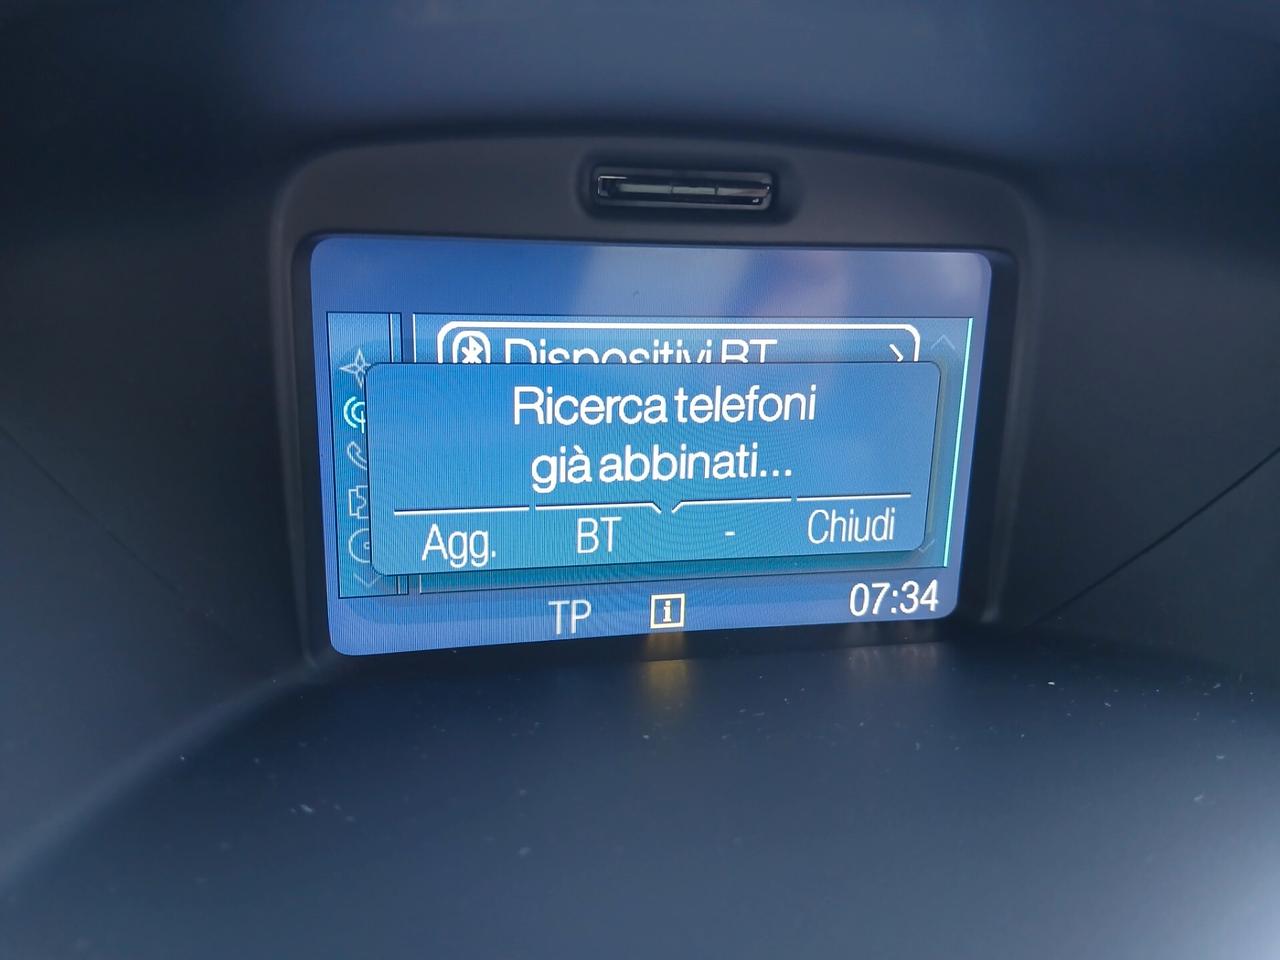 Dispositivi BT
Ricerca telefoni
già abbinati...
Agg. BT - Chiudi
TP i 07:34